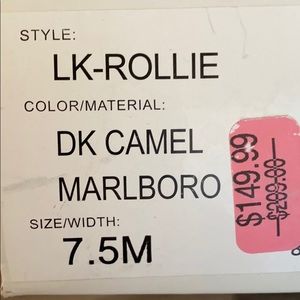 STYLE:
LK-ROLLIE
COLOR/MATERIAL:
DK CAMEL
MARLBORO
SIZE/WIDTH:
7.5M
$149.99
$209.00